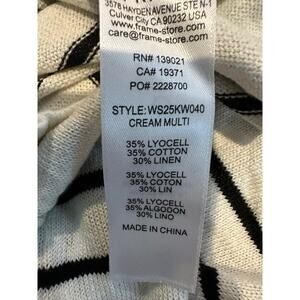 3578 HAYDEN AVENUE STE N-1
Culver City CA 90232 USA
www.frame-store.com
care@frame-store.com
RN# 139021
CA# 19371
PO# 2228700
STYLE: WS25KW040
CREAM MULTI
35% LYOCELL
35% COTTON
30% LINEN
35% LYOCELL
35% COTON
30% LIN
35% LYOCELL
35% ALGODON
30% LINO
MADE IN CHINA